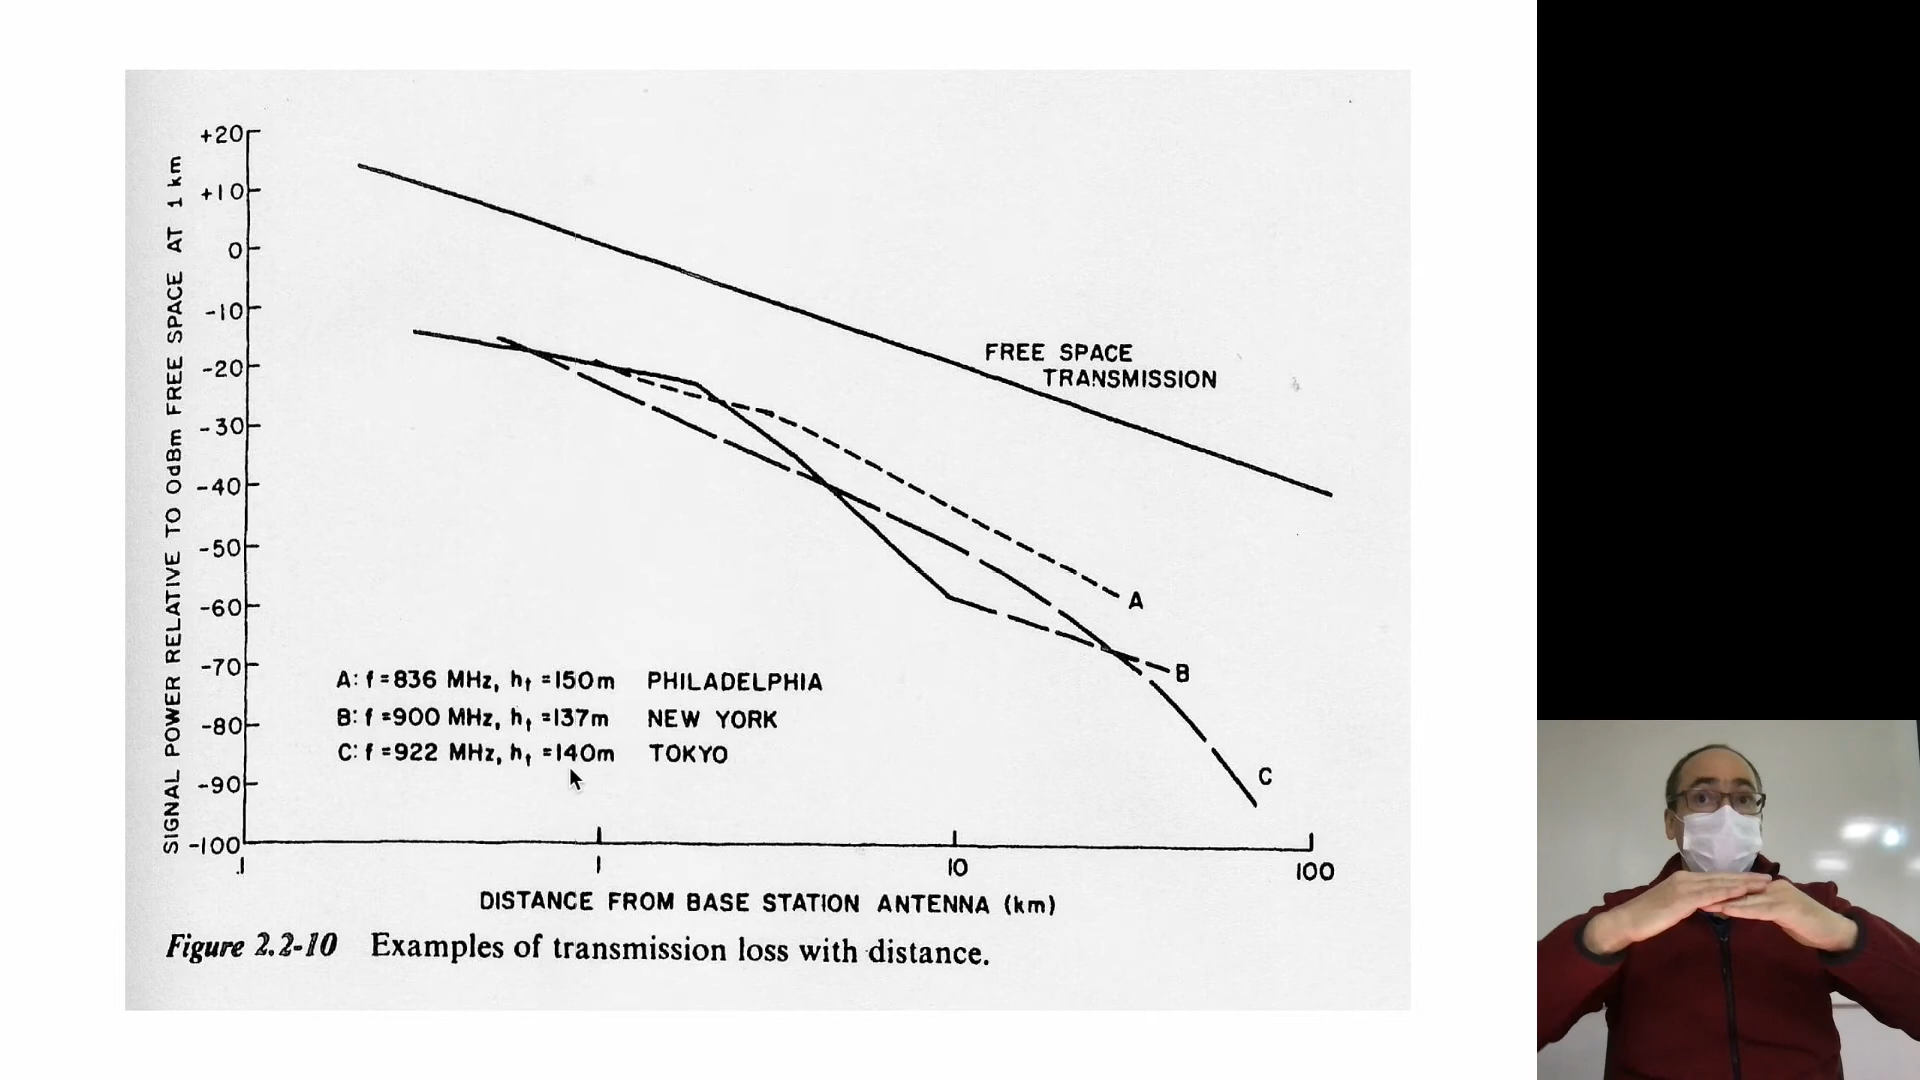 SIGNAL POWER RELATIVE TO 0dBm FREE SPACE AT 1 km
+20
+10
0
-10
-20
-30
-40
-50
-60
-70
-80
-90
-100
FREE SPACE
TRANSMISSION
A
B
C
A: f = 836 MHz, ht = 150m PHILADELPHIA
B: f = 900 MHz, ht = 137m NEW YORK
C: f = 922 MHz, ht = 140m TOKYO
.1 1 10 100
DISTANCE FROM BASE STATION ANTENNA (km)
Figure 2.2-10 Examples of transmission loss with distance.